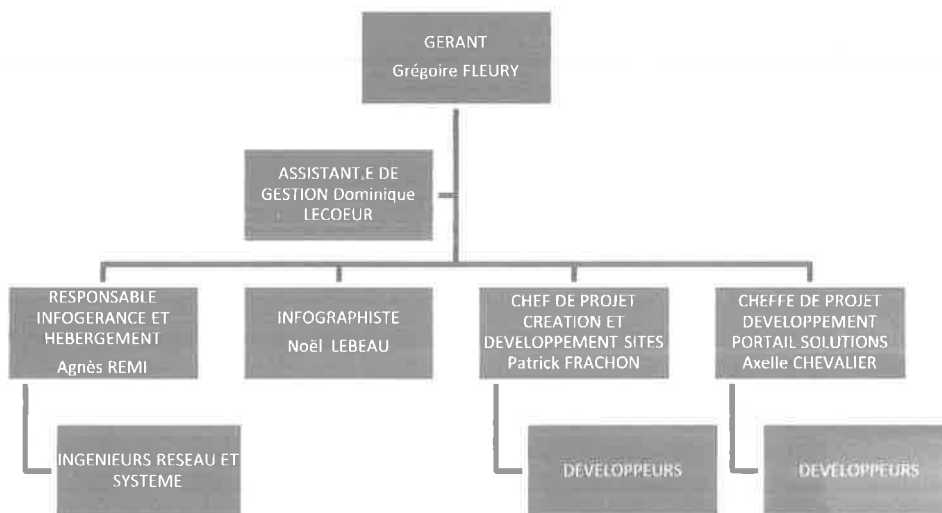 GERANT
Grégoire FLEURY
ASSISTANT.E DE
GESTION Dominique
LECOEUR
RESPONSABLE
INFOGERANCE ET
HEBERGEMENT
Agnès REMI
INFOGRAPHISTE
Noël LEBEAU
CHEF DE PROJET
CREATION ET
DEVELOPPEMENT SITES
Patrick FRACHON
CHEFFE DE PROJET
DEVELOPPEMENT
PORTAIL SOLUTIONS
Axelle CHEVALIER
INGENIEURS RESEAU ET
SYSTEME
DEVELOPPEURS
DEVELOPPEURS